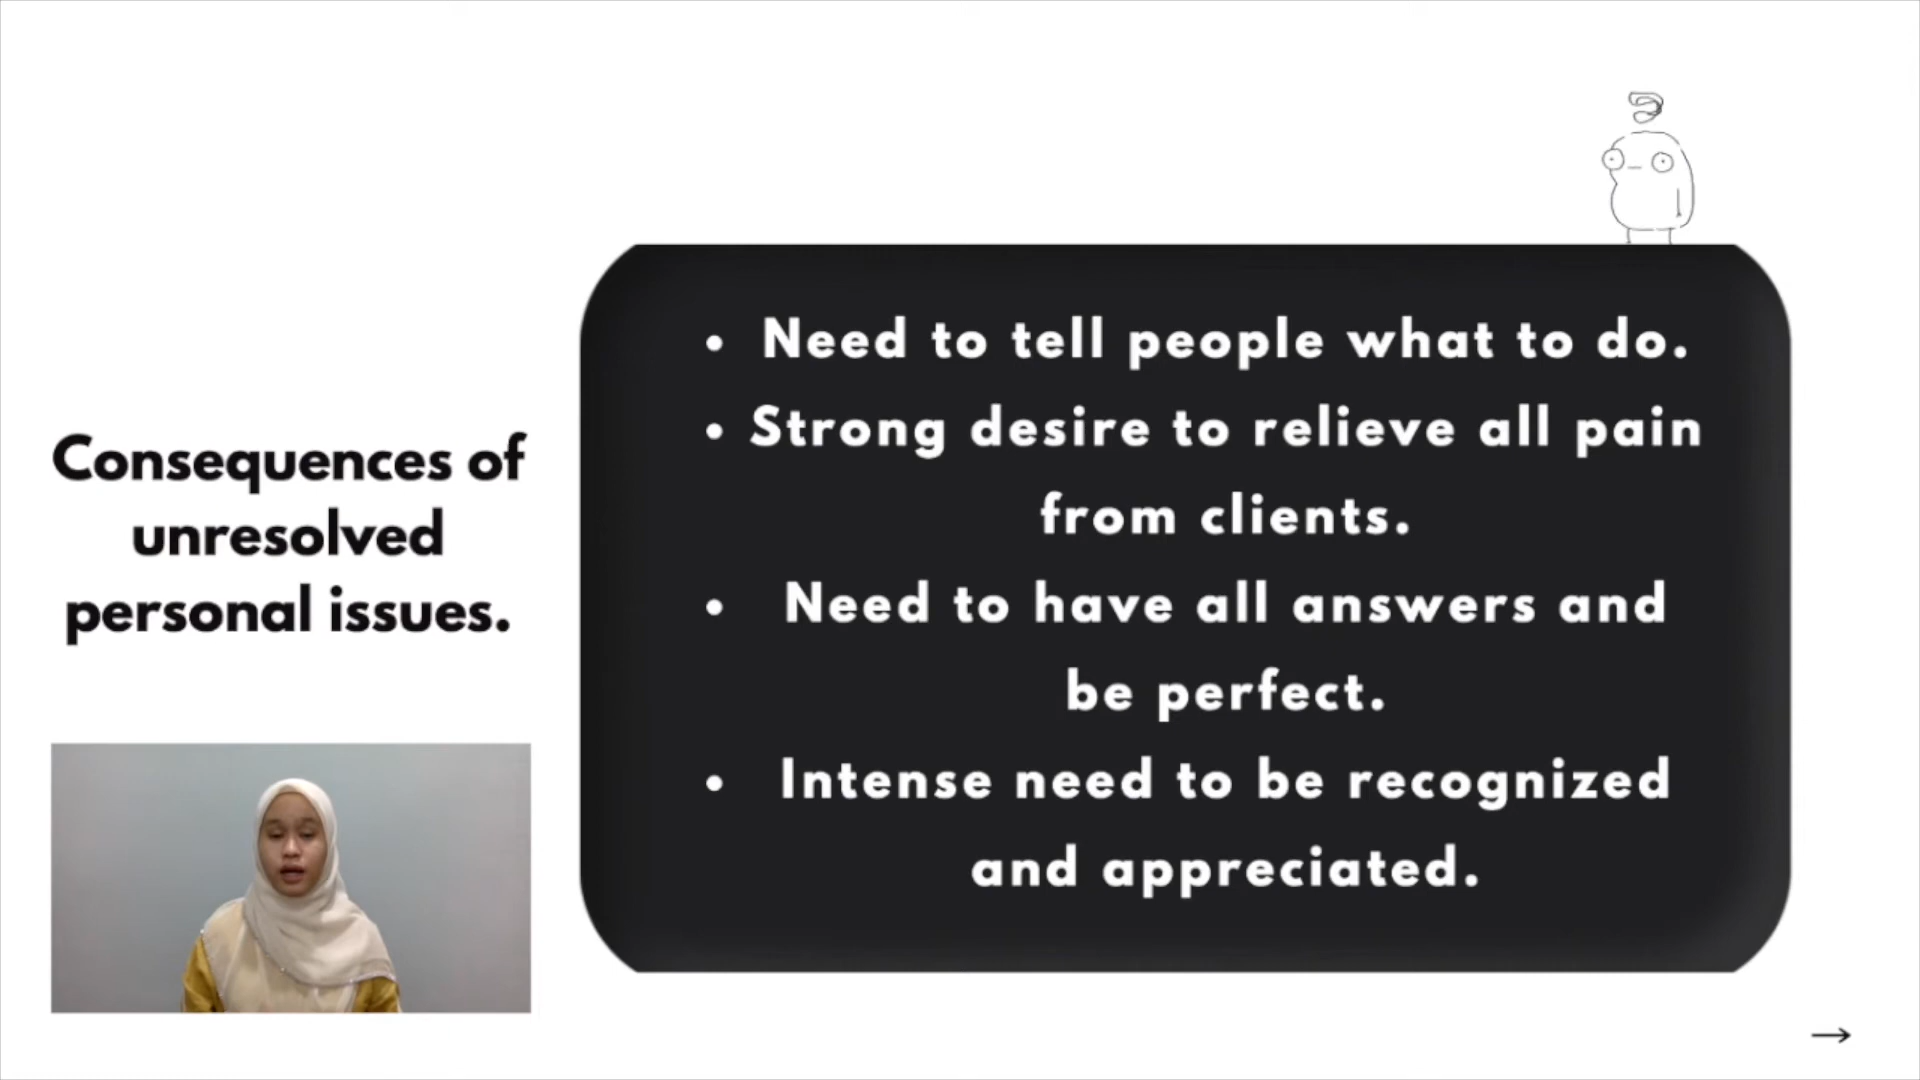 Consequences of
unresolved
personal issues.
• Need to tell people what to do.
• Strong desire to relieve all pain
from clients.
• Need to have all answers and
be perfect.
• Intense need to be recognized
and appreciated.